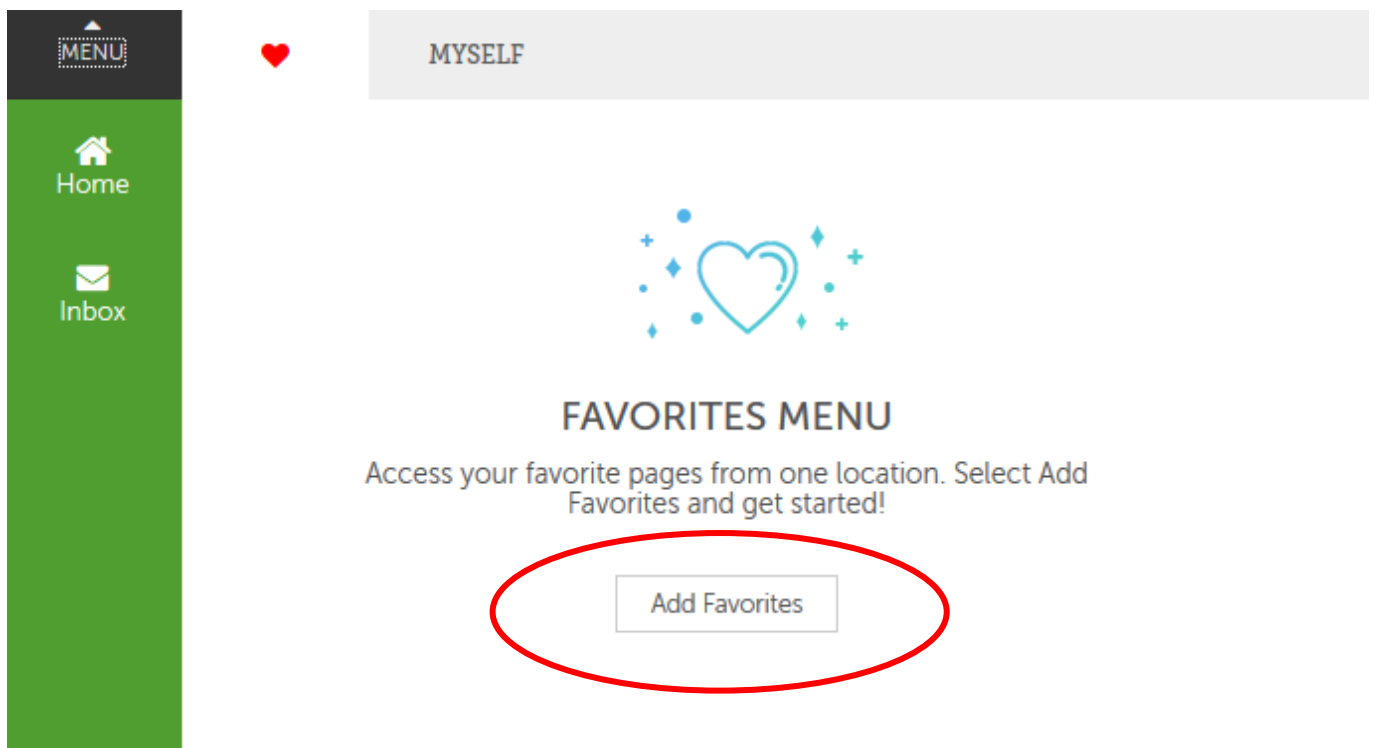 MENU
MYSELF
Home
Inbox
FAVORITES MENU
Access your favorite pages from one location. Select Add
Favorites and get started!
Add Favorites